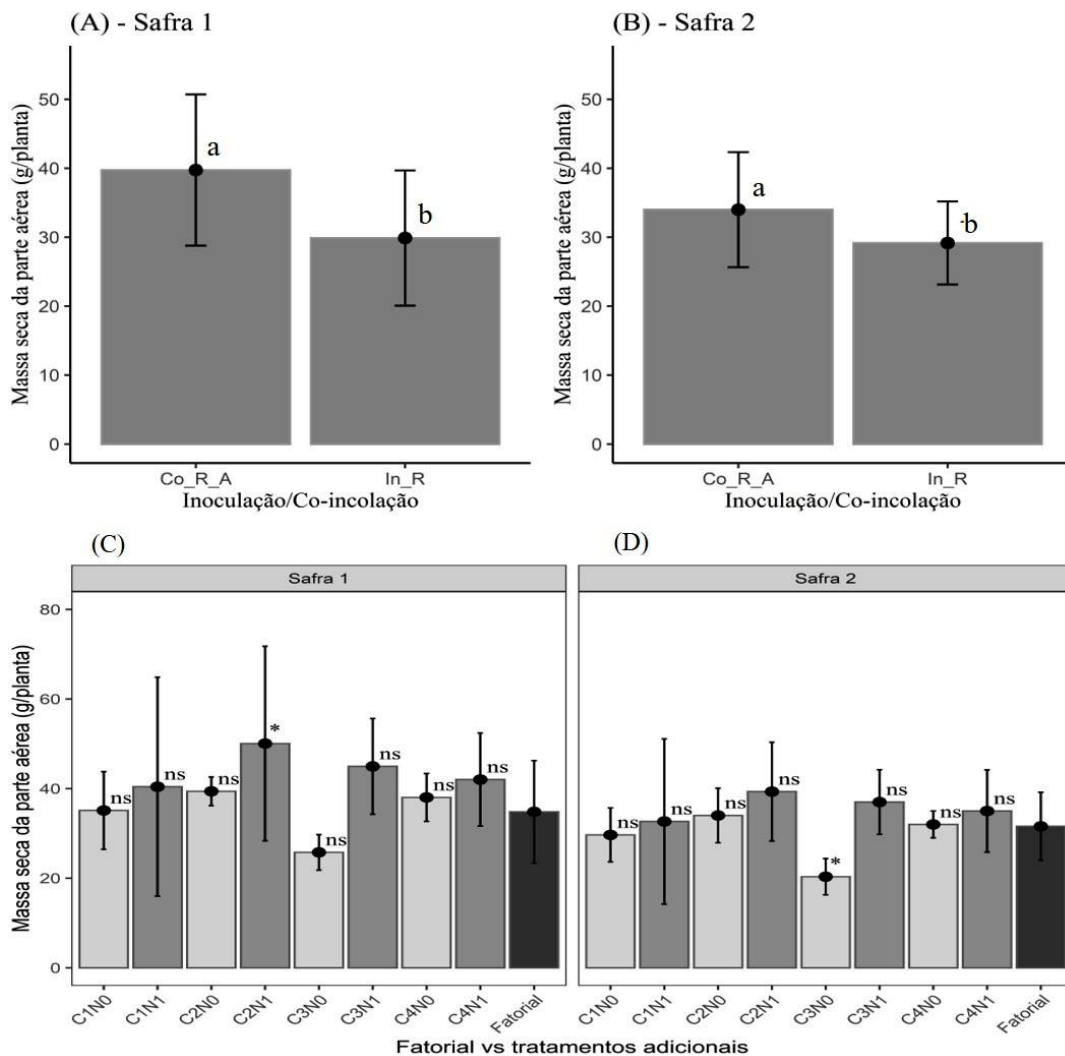 (A) - Safra 1
Massa seca da parte aérea (g/planta)
50
40
30
20
10
0
a
b
Co_R_A
In_R
Inoculação/Co-incolação
(B) - Safra 2
Massa seca da parte aérea (g/planta)
50
40
30
20
10
0
a
b
Co_R_A
In_R
Inoculação/Co-incolação
(C)
Safra 1
Massa seca da parte aérea (g/planta)
80
60
40
20
0
ns
ns
ns
*
ns
ns
ns
ns
C1N0
C1N1
C2N0
C2N1
C3N0
C3N1
C4N0
C4N1
Fatorial
(D)
Safra 2
ns
ns
ns
ns
*
ns
ns
ns
C1N0
C1N1
C2N0
C2N1
C3N0
C3N1
C4N0
C4N1
Fatorial
Fatorial vs tratamentos adicionais